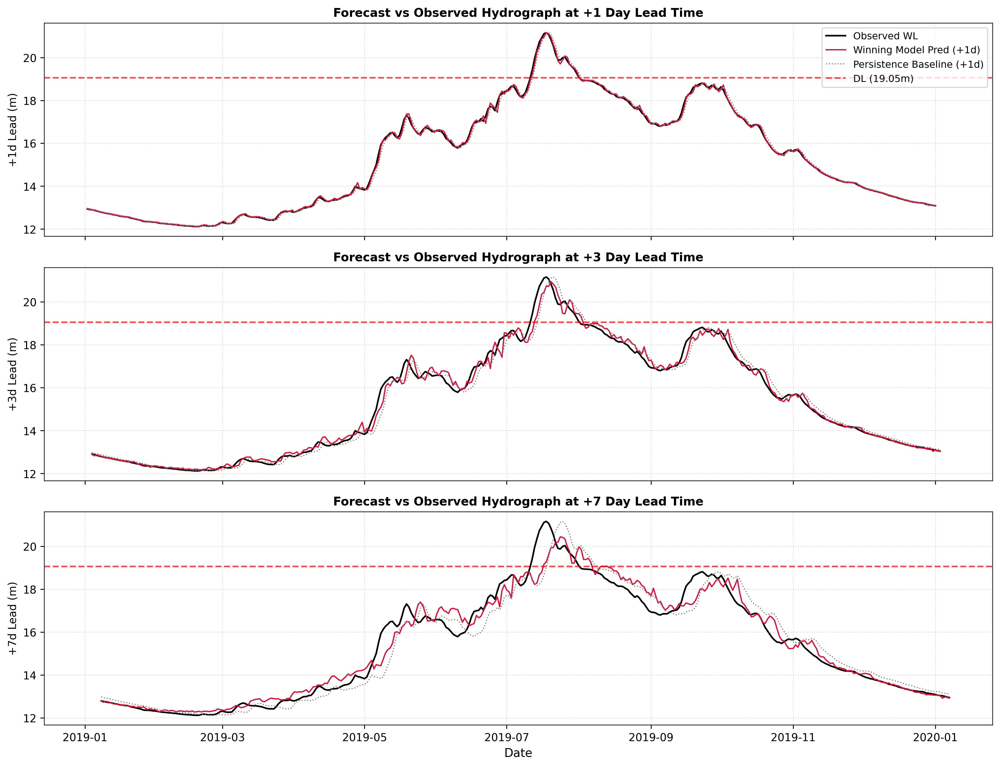 Forecast vs Observed Hydrograph at +1 Day Lead Time
+1d Lead (m)
20
18
16
14
12
Observed WL
Winning Model Pred (+1d)
Persistence Baseline (+1d)
DL (19.05m)
Forecast vs Observed Hydrograph at +3 Day Lead Time
+3d Lead (m)
20
18
16
14
12
Forecast vs Observed Hydrograph at +7 Day Lead Time
+7d Lead (m)
20
18
16
14
12
2019-01 2019-03 2019-05 2019-07 2019-09 2019-11 2020-01
Date